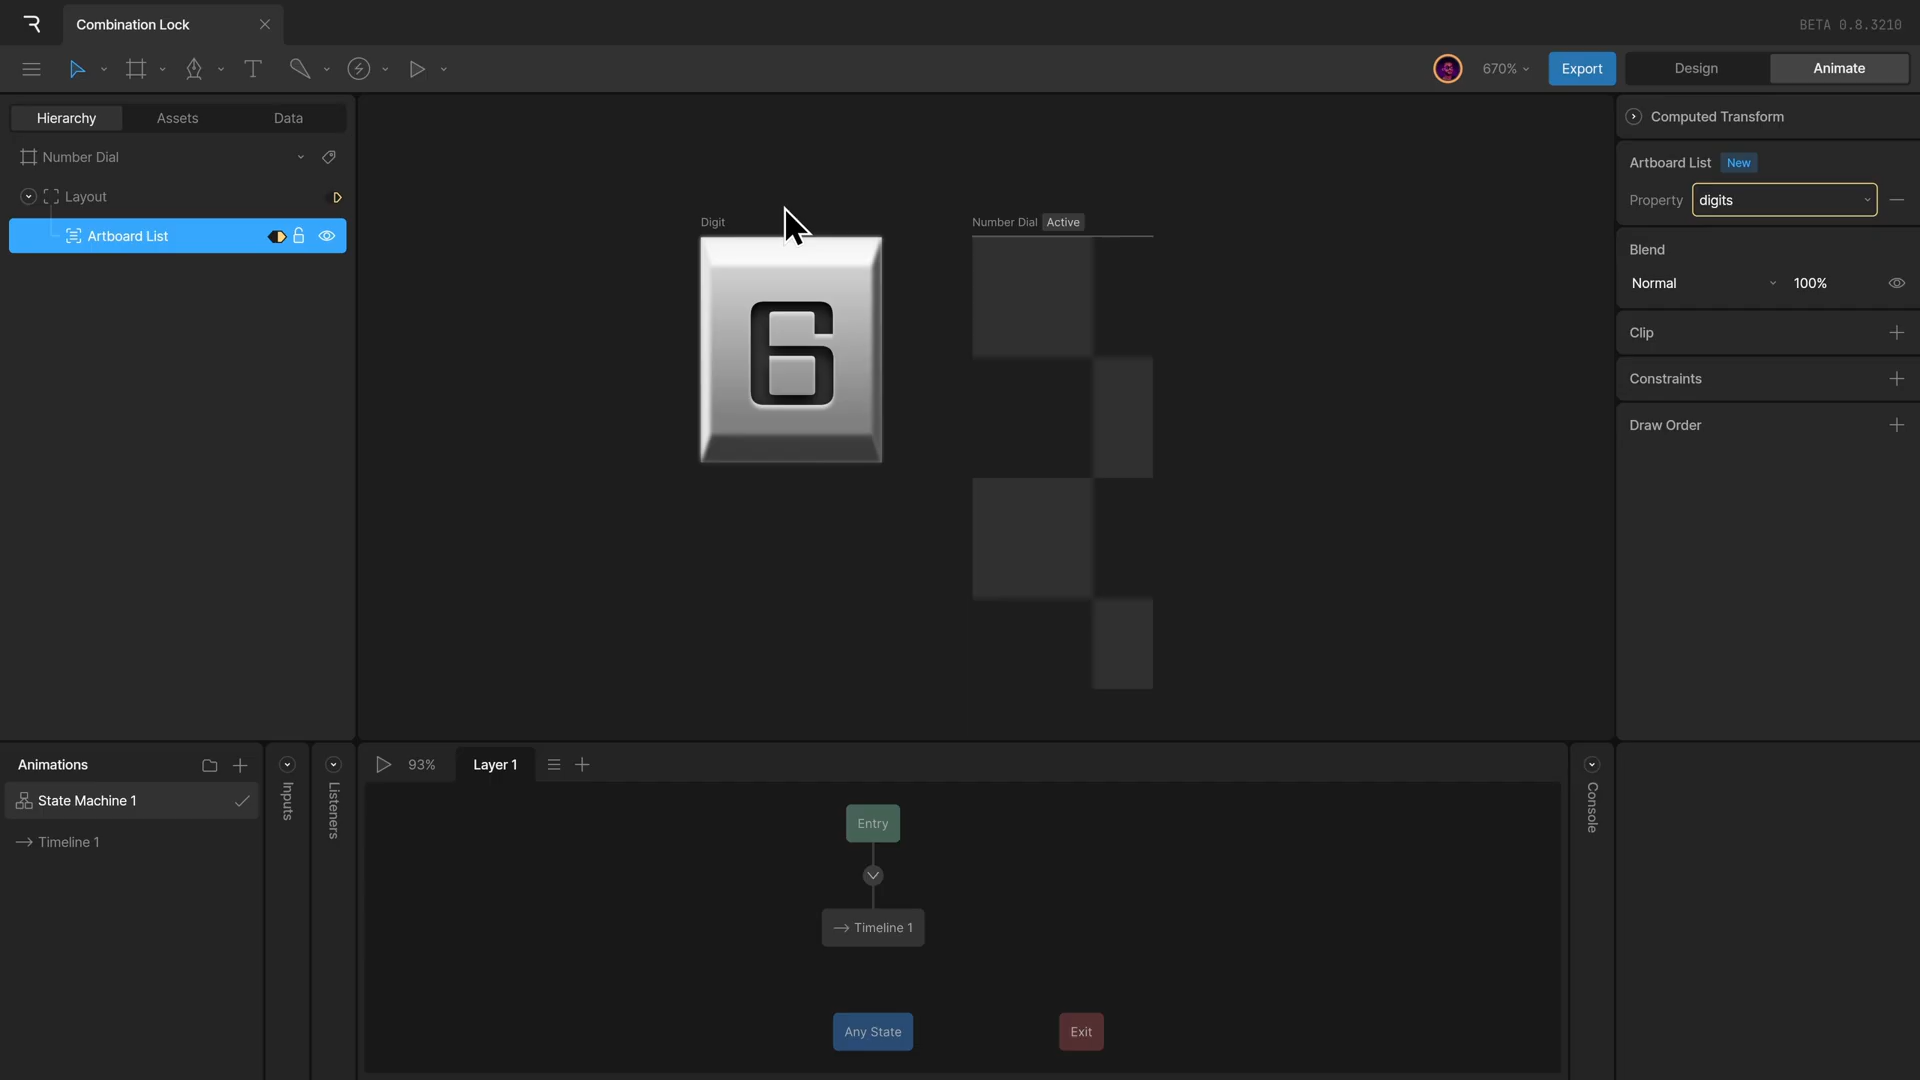 Combination Lock
BETA 0.8.3210
670%
Export
Design
Animate
Hierarchy
Assets
Data
Number Dial
Layout
Artboard List
Digit
6
Number Dial
Active
Computed Transform
Artboard List
New
Property
digits
Blend
Normal
100%
Clip
Constraints
Draw Order
Animations
State Machine 1
Timeline 1
Inputs
Listeners
93%
Layer 1
Entry
Timeline 1
Any State
Exit
Console